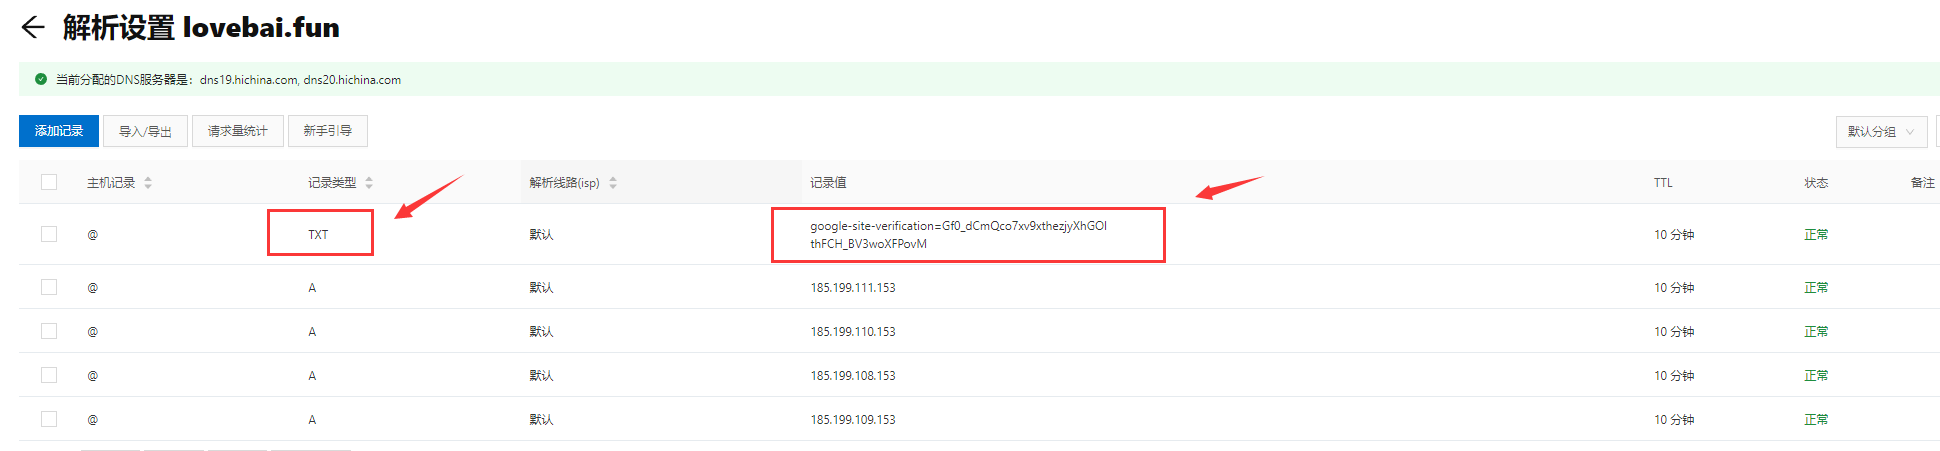 解析设置 lovebai.fun
当前分配的DNS服务器是：dns19.hichina.com, dns20.hichina.com
添加记录 导入/导出 请求量统计 新手引导 默认分组
主机记录 记录类型 解析线路(isp) 记录值 TTL 状态 备注
@ TXT 默认 google-site-verification=Gf0_dCmQco7xv9xthezjyXhGOI
thFCH_BV3woXFPovM 10 分钟 正常
@ A 默认 185.199.111.153 10 分钟 正常
@ A 默认 185.199.110.153 10 分钟 正常
@ A 默认 185.199.108.153 10 分钟 正常
@ A 默认 185.199.109.153 10 分钟 正常